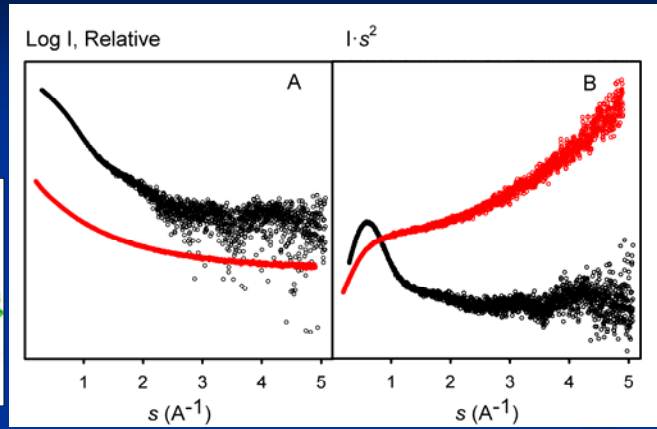 Log I, Relative
I·s²
A
B
1 2 3 4 5 1 2 3 4 5
s (A⁻¹) s (A⁻¹)